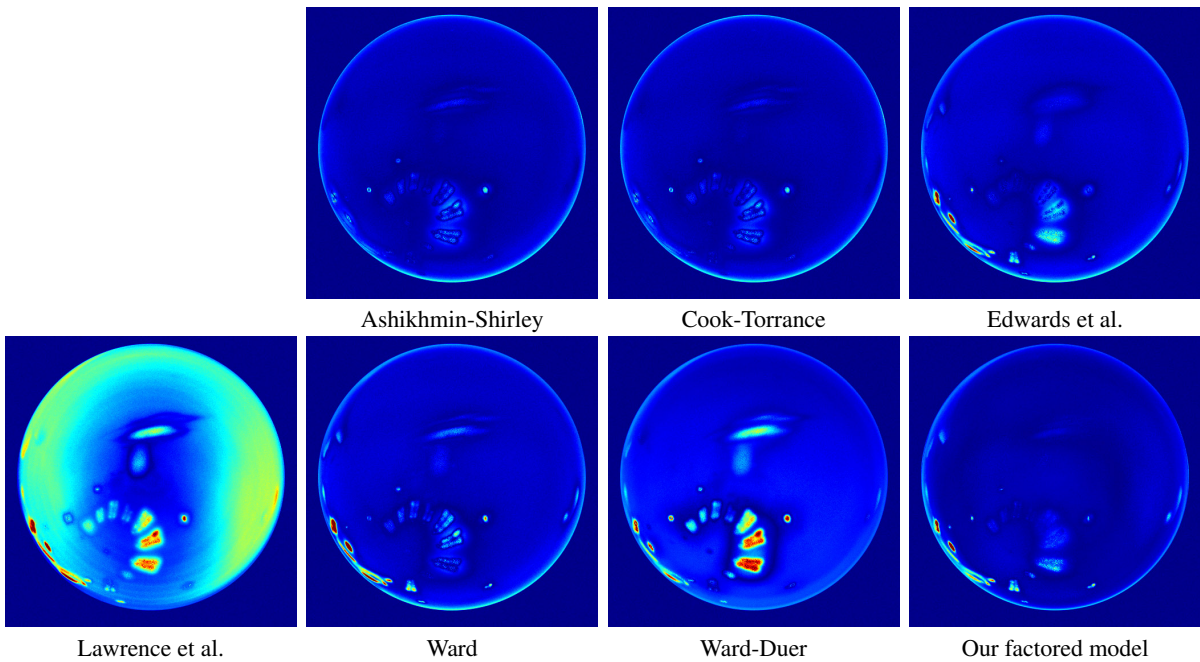 Ashikhmin-Shirley
Cook-Torrance
Edwards et al.
Lawrence et al.
Ward
Ward-Duer
Our factored model